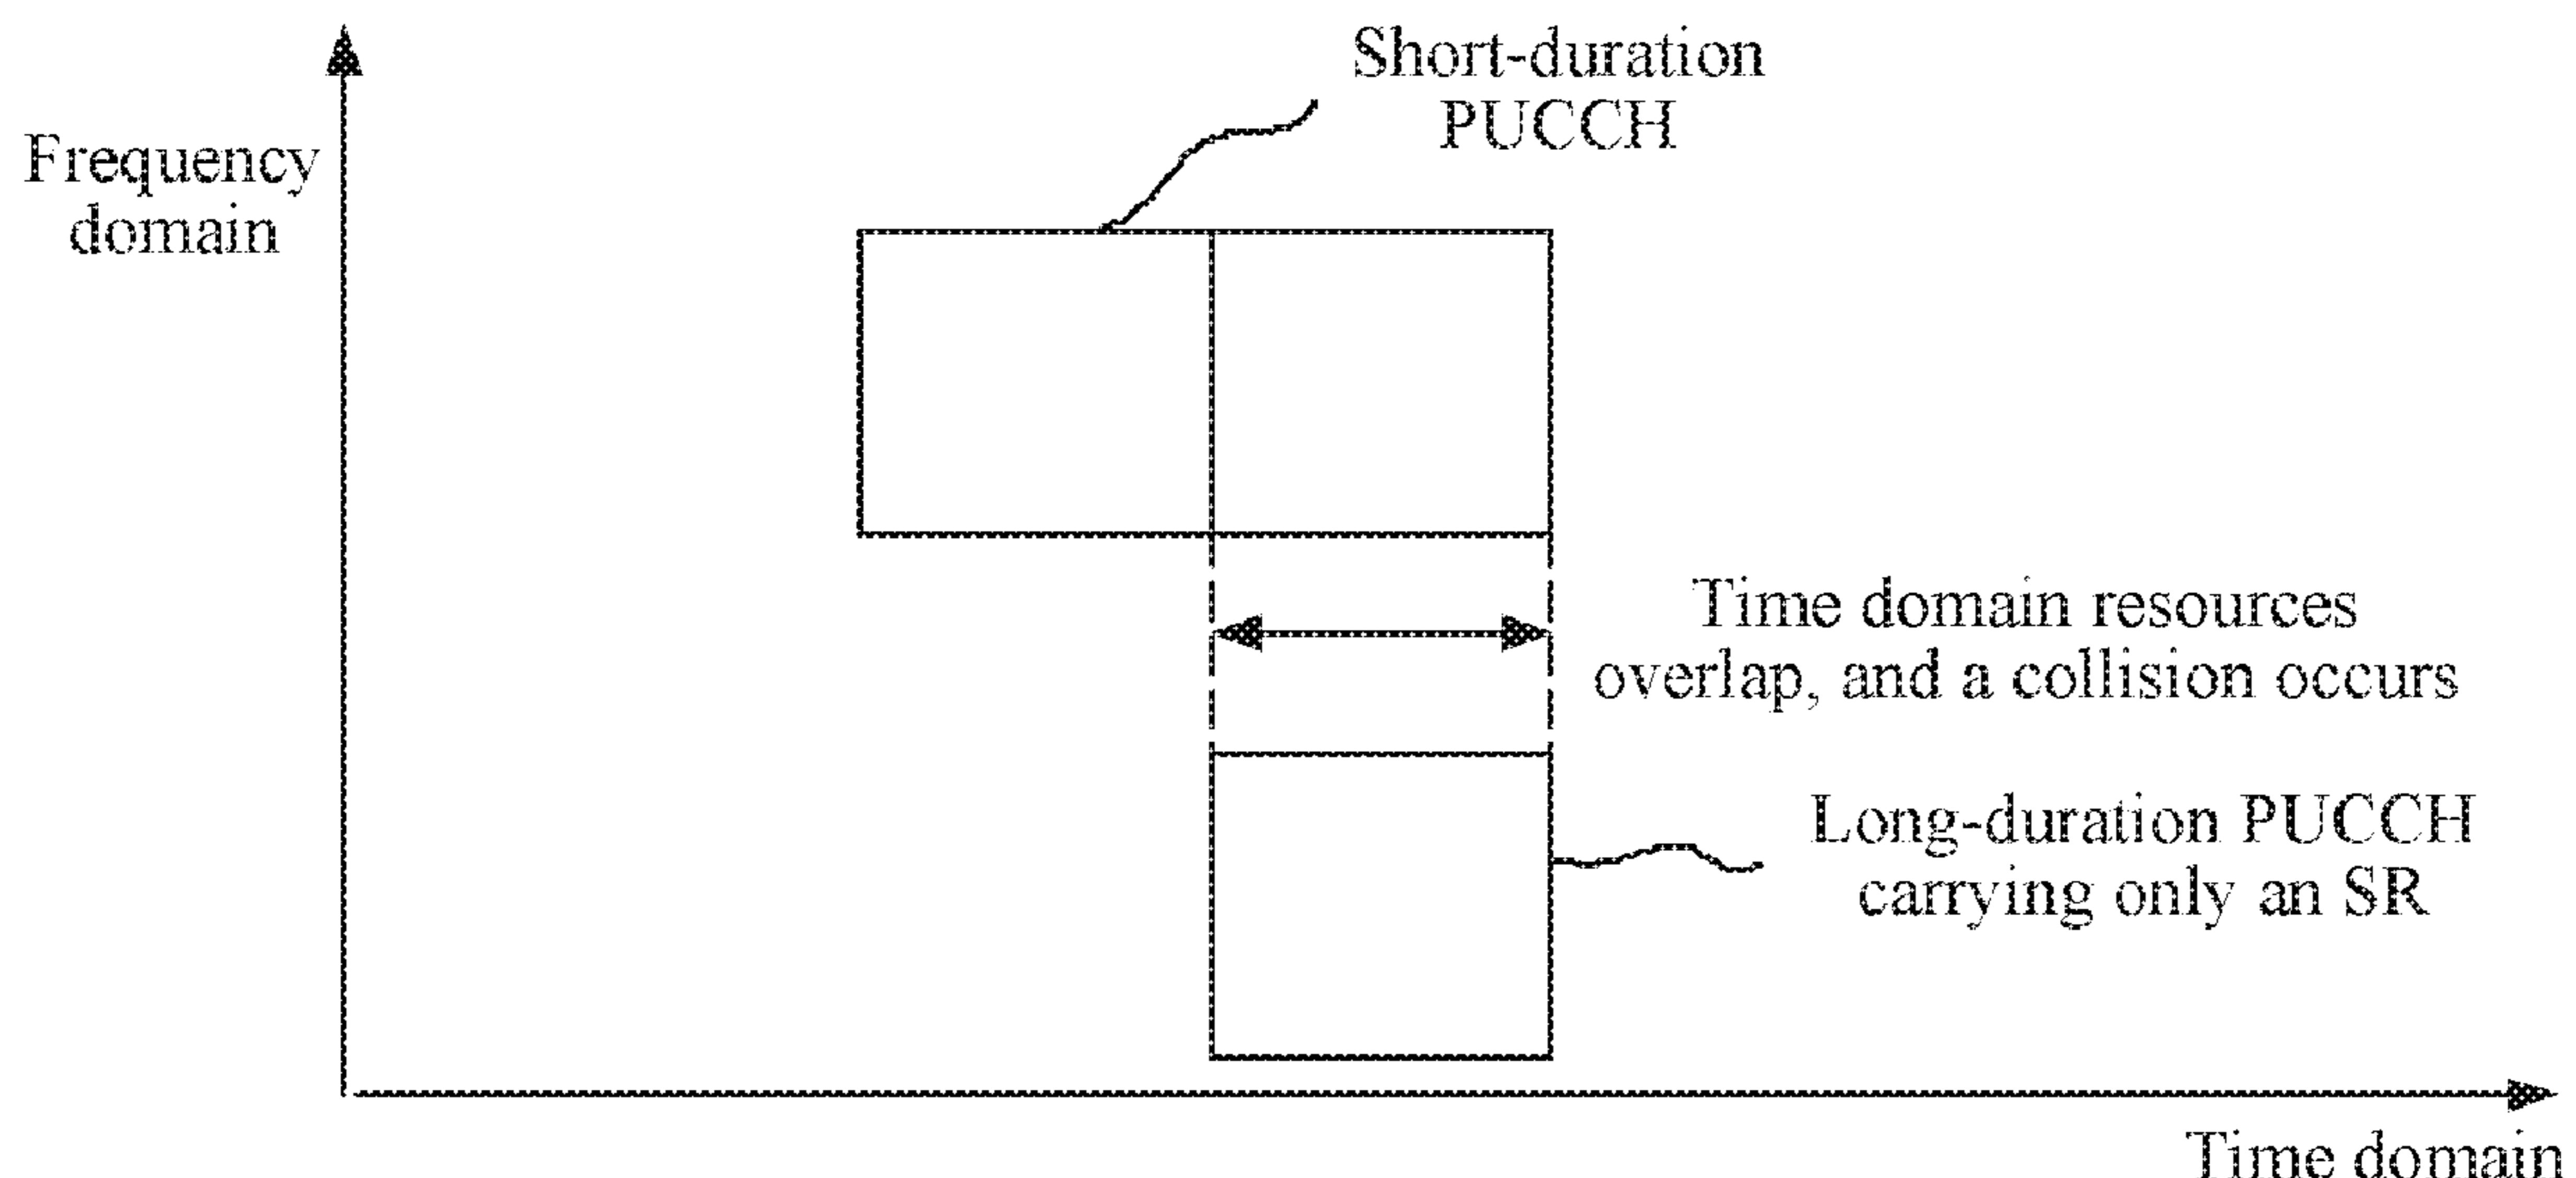 Short-duration
PUCCH
Frequency
domain
Time domain resources
overlap, and a collision occurs
Long-duration PUCCH
carrying only an SR
Time domain